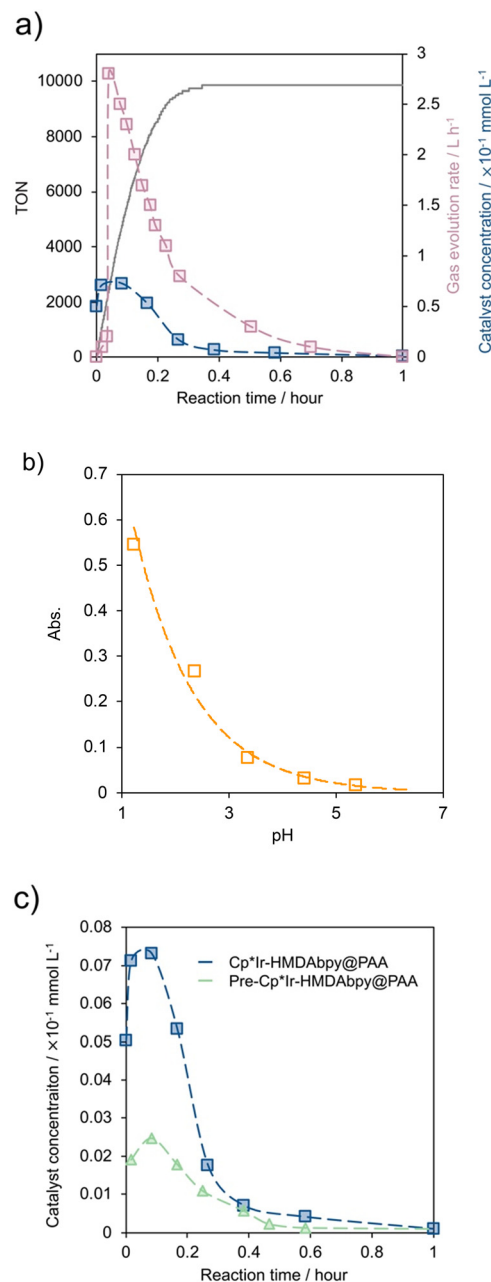 a)
TON
10000
8000
6000
4000
2000
0
0 0.2 0.4 0.6 0.8 1
Reaction time / hour
3
2.5
2
1.5
1
0.5
0
Gas evolution rate / L h⁻¹
Catalyst concentration / ×10⁻¹ mmol L⁻¹
b)
Abs.
0.7
0.6
0.5
0.4
0.3
0.2
0.1
0
1 3 5 7
pH
c)
Catalyst concentraition / ×10⁻¹ mmol L⁻¹
0.08
0.07
0.06
0.05
0.04
0.03
0.02
0.01
0
Cp*Ir-HMDAbpy@PAA
Pre-Cp*Ir-HMDAbpy@PAA
0 0.2 0.4 0.6 0.8 1
Reaction time / hour